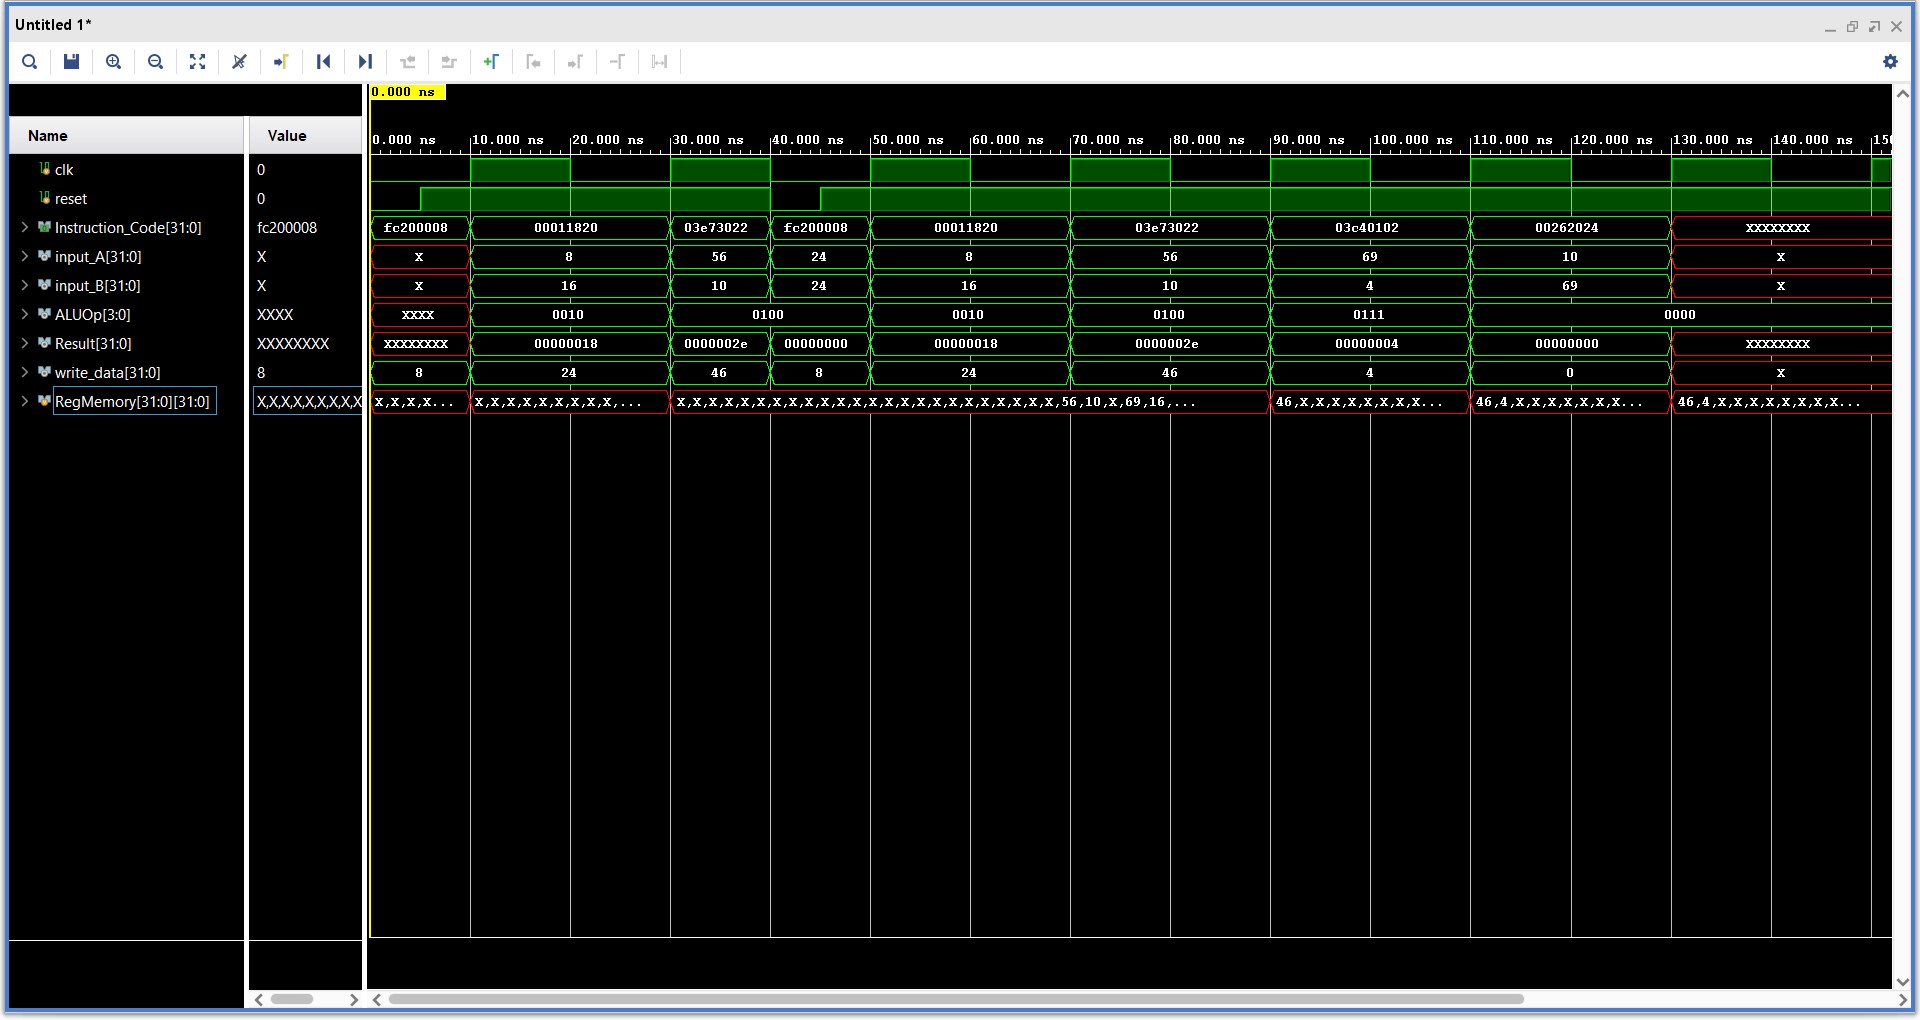 Untitled 1*
0.000 ns
Name Value
0.000 ns 10.000 ns 20.000 ns 30.000 ns 40.000 ns 50.000 ns 60.000 ns 70.000 ns 80.000 ns 90.000 ns 100.000 ns 110.000 ns 120.000 ns 130.000 ns 140.000 ns 150
clk 0
reset 0
Instruction_Code[31:0] fc200008 fc200008 00011820 03e73022 fc200008 00011820 03e73022 03c40102 00262024 XXXXXXXX
input_A[31:0] X X 8 56 24 8 56 69 10 X
input_B[31:0] X X 16 10 24 16 10 4 69 X
ALUOp[3:0] XXXX XXXX 0010 0100 0010 0100 0111 0000
Result[31:0] XXXXXXXX XXXXXXXX 00000018 0000002e 00000000 00000018 0000002e 00000004 00000000 XXXXXXXX
write_data[31:0] 8 8 24 46 8 24 46 4 0 X
RegMemory[31:0][31:0] X,X,X,X,X,X,X,X,X X,X,X,X... X,X,X,X,X,X,X,X,X,... X,X,X,X,X,X,X,X,X,X,X,X,X,X,X,X,X,X,X,X,X,X,X,X,56,10,X,69,16,... 46,X,X,X,X,X,X,X,X... 46,4,X,X,X,X,X,X,X... 46,4,X,X,X,X,X,X,X,X...